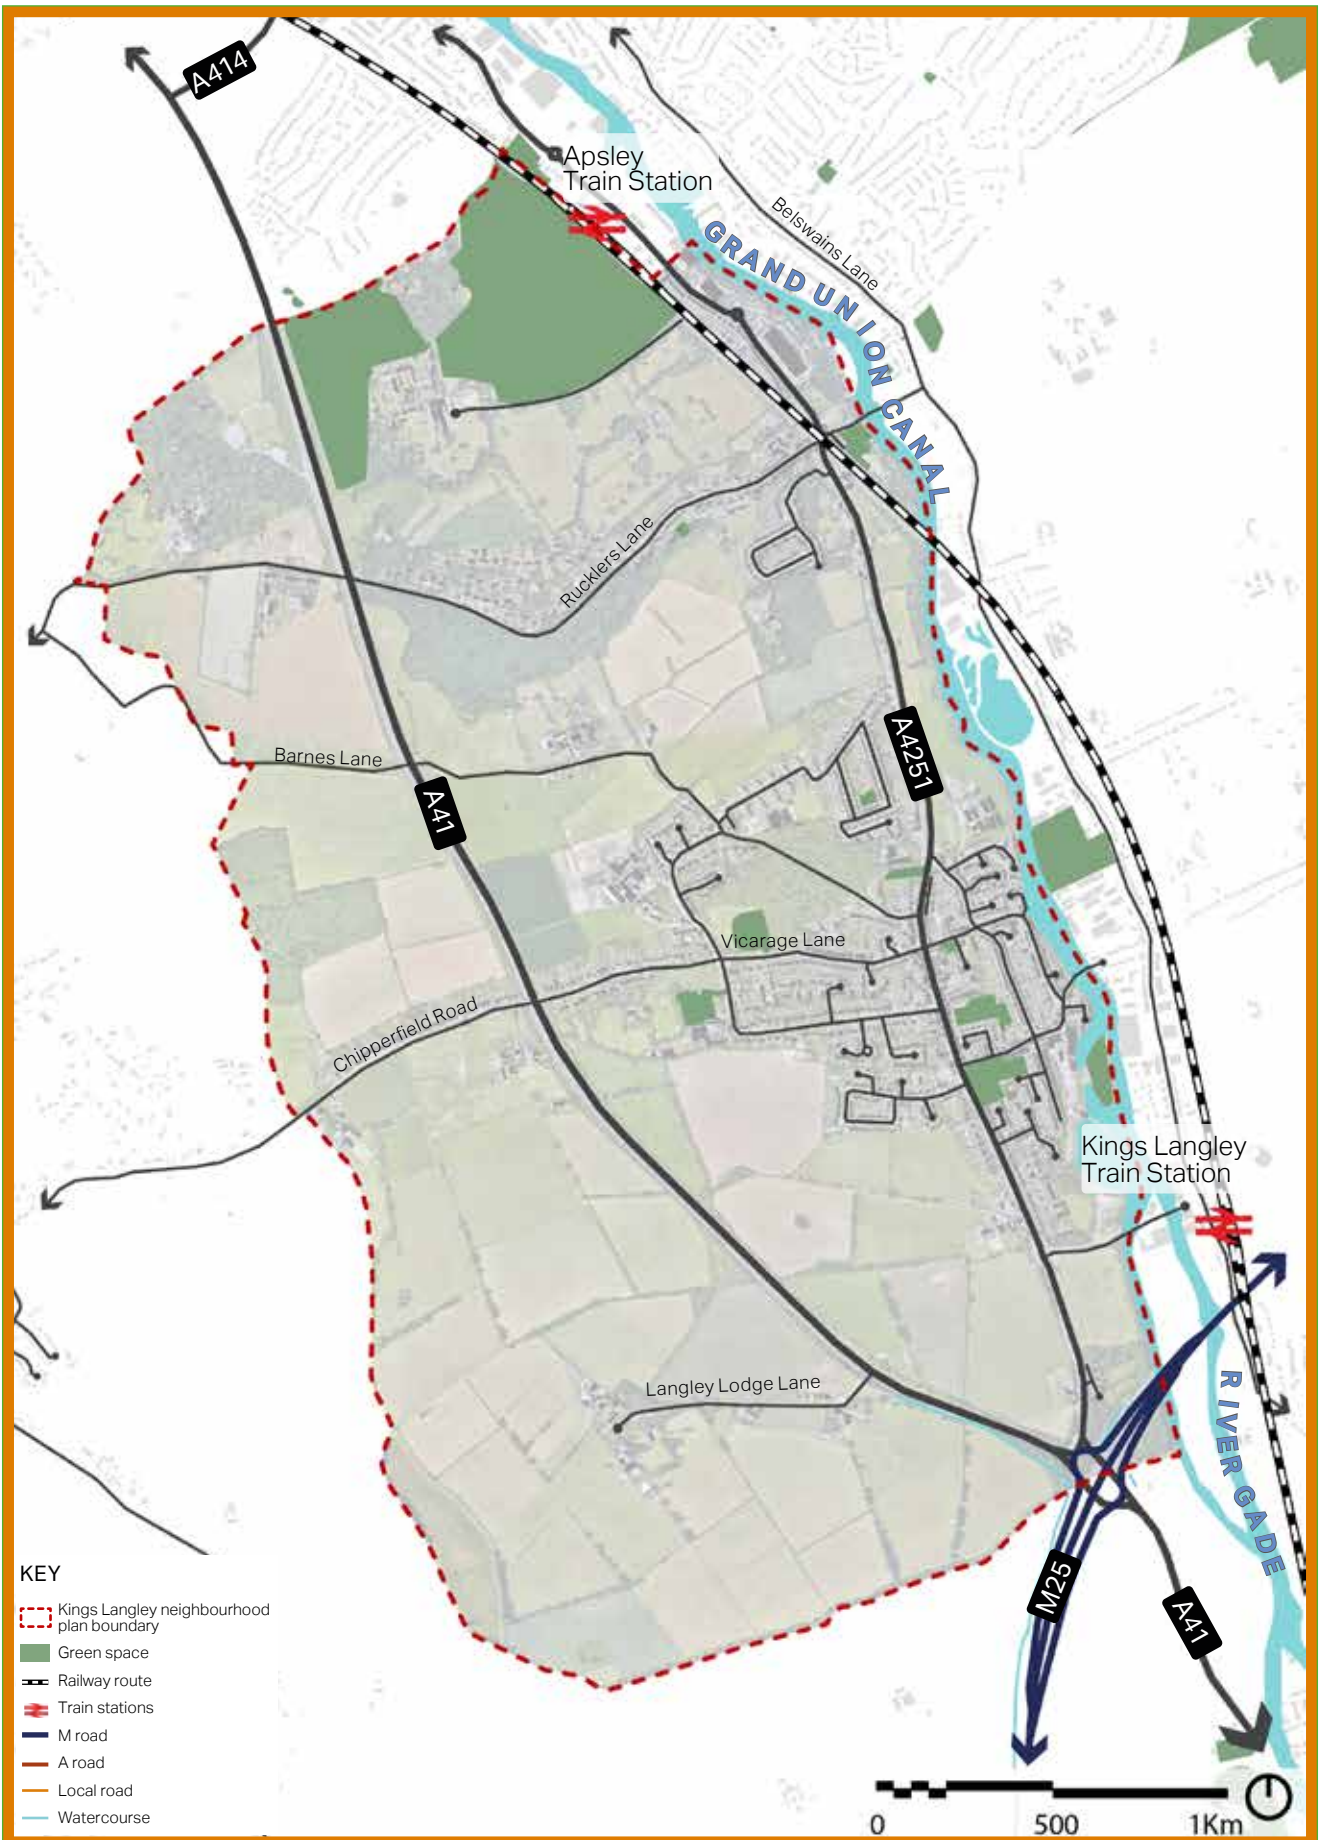 A414
Apsley
Train Station
Belswains Lane
GRAND UNION CANAL
Rucklers Lane
Barnes Lane
A4251
A41
Vicarage Lane
Chipperfield Road
Kings Langley
Train Station
Langley Lodge Lane
RIVER GADE
M25
A41
KEY
Kings Langley neighbourhood
plan boundary
Green space
Railway route
Train stations
M road
A road
Local road
Watercourse
0 500 1Km